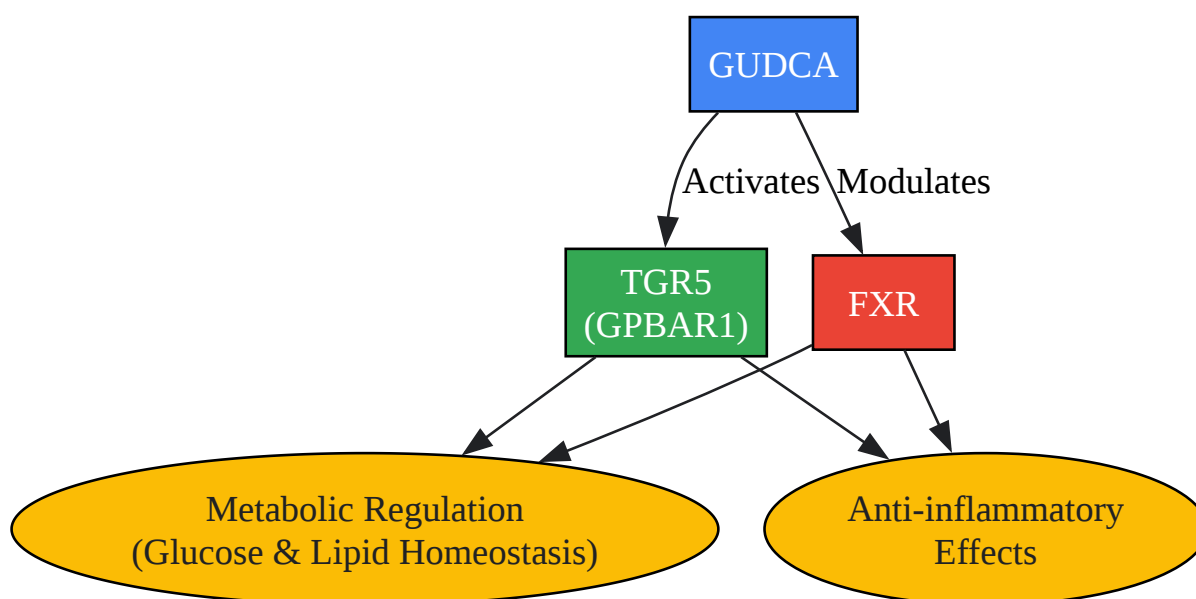 GUDCA
Activates
Modulates
TGR5
(GPBAR1)
FXR
Metabolic Regulation
(Glucose & Lipid Homeostasis)
Anti-inflammatory
Effects